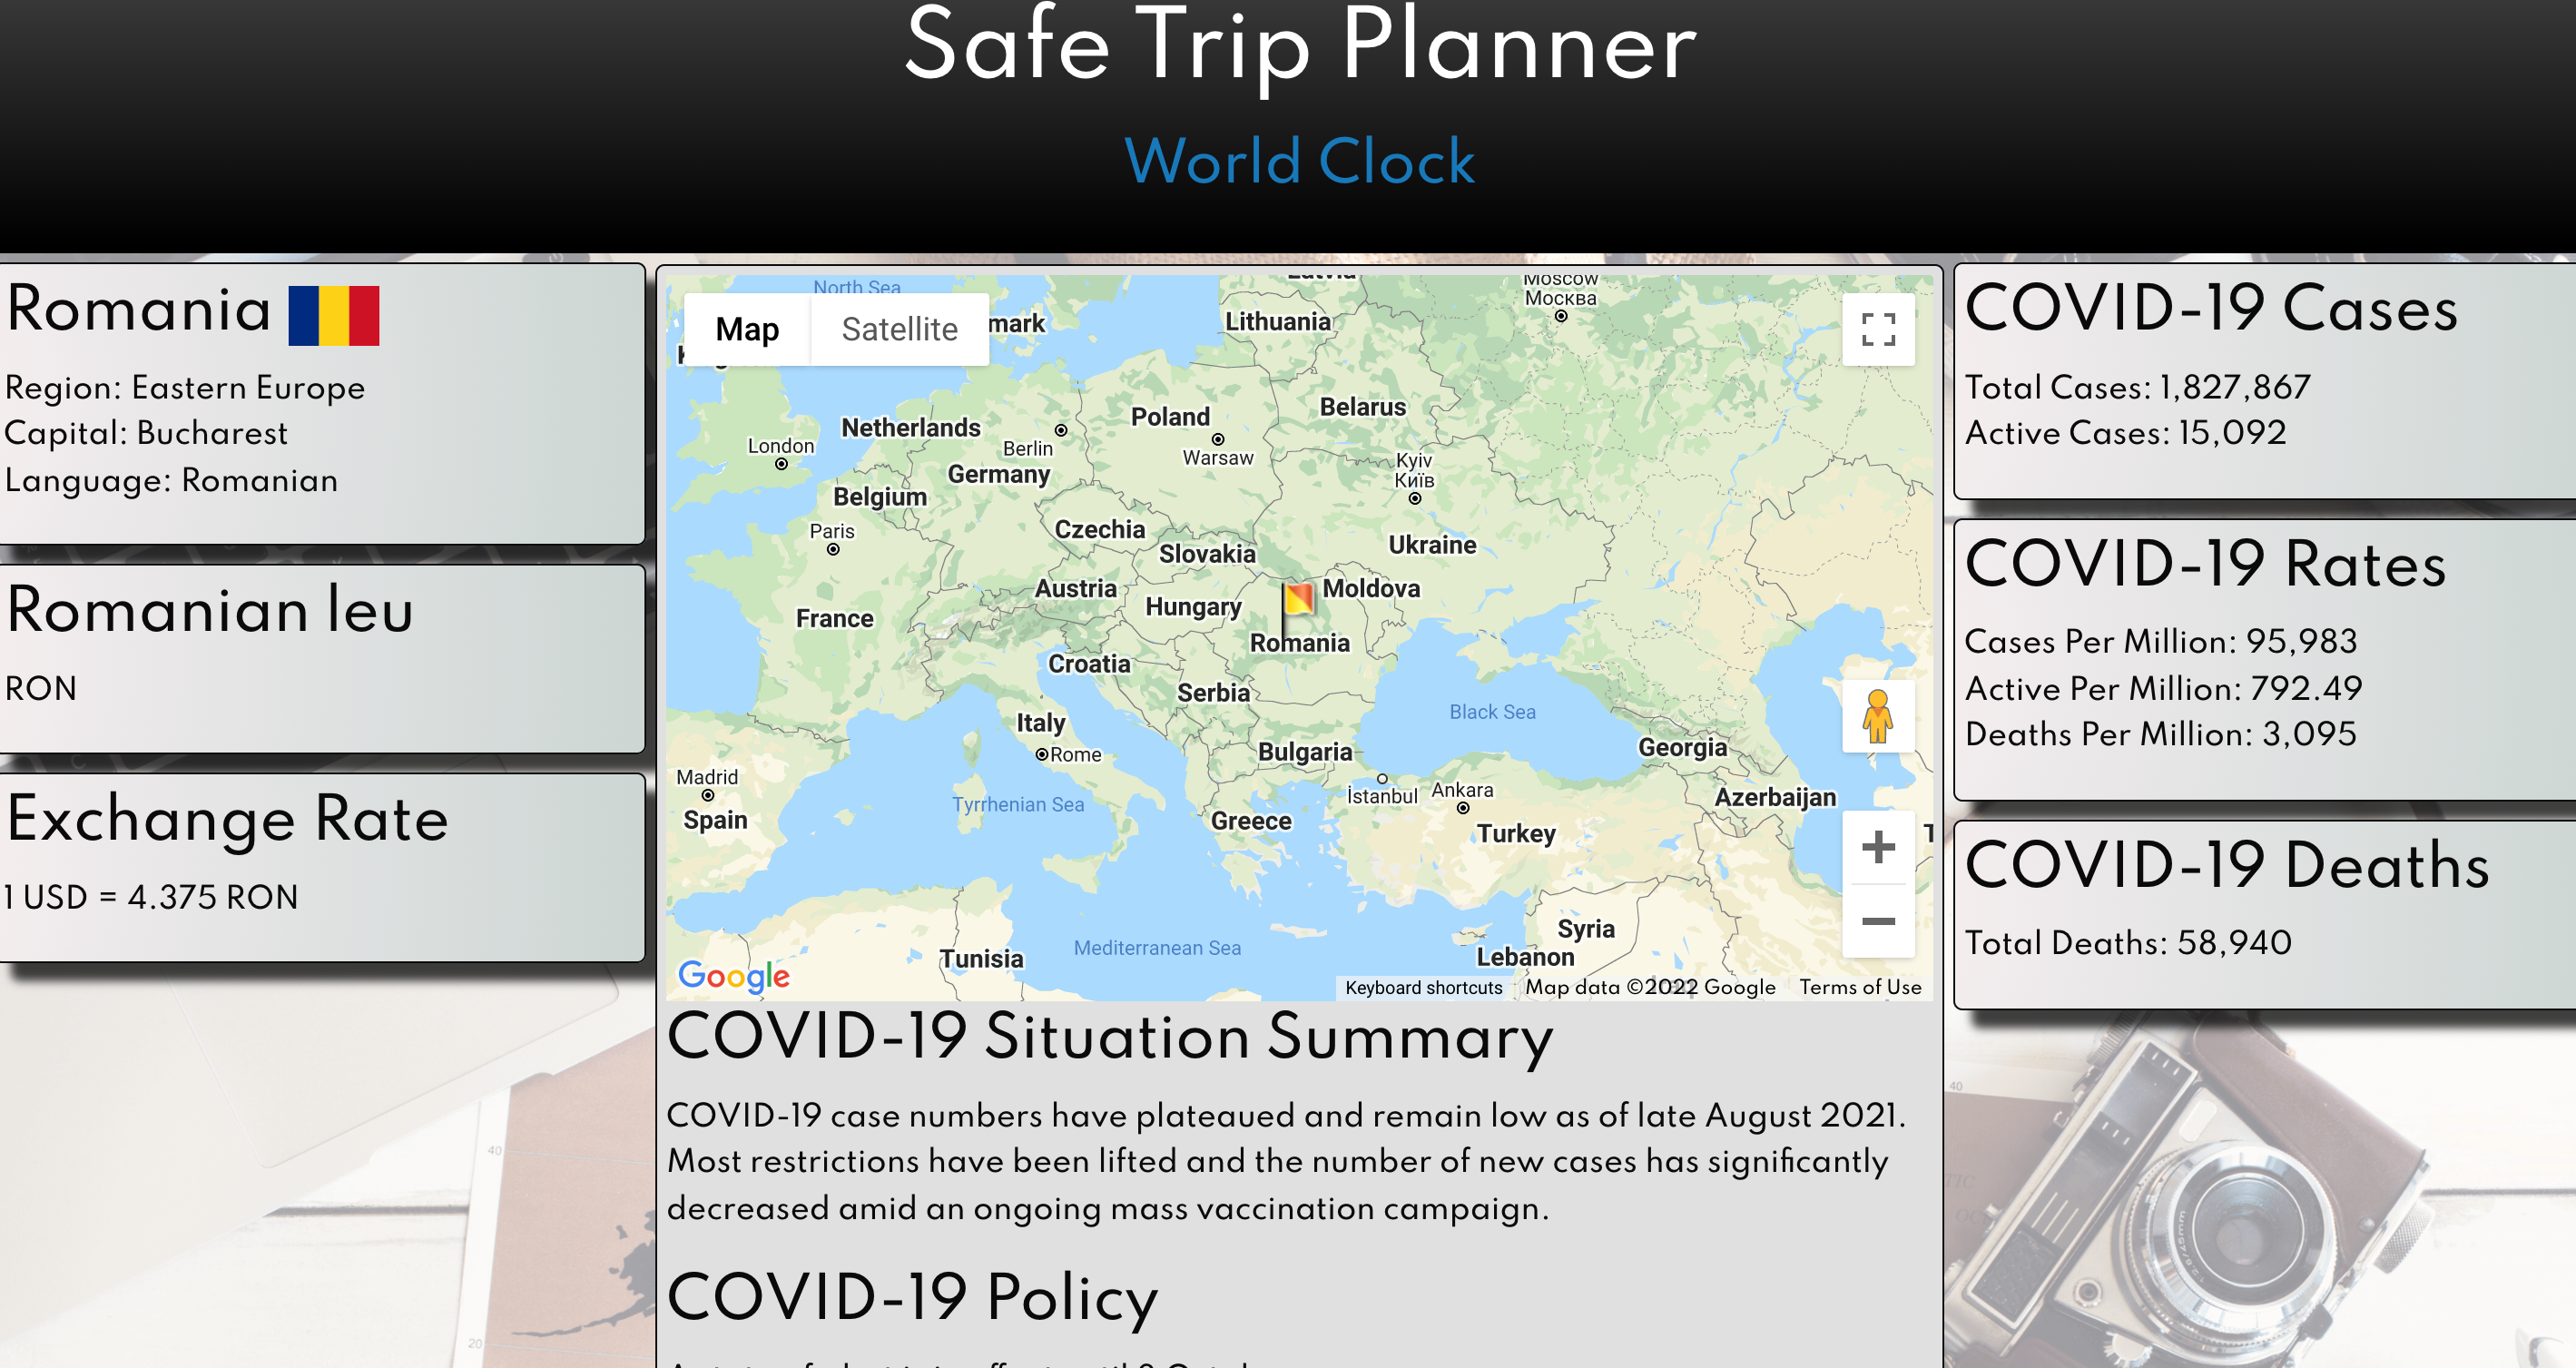 Safe Trip Planner
World Clock
Romania
Region: Eastern Europe
Capital: Bucharest
Language: Romanian
Romanian leu
RON
Exchange Rate
1 USD = 4.375 RON
Map
Satellite
North Sea
mark
Latvia
Lithuania
Moscow
Москва
Belarus
Poland
Warsaw
Netherlands
Berlin
Germany
London
Belgium
Kyiv
Київ
Paris
Czechia
Slovakia
Ukraine
Austria
Hungary
Moldova
France
Romania
Croatia
Serbia
Black Sea
Italy
Rome
Bulgaria
Georgia
Madrid
Spain
Tyrrhenian Sea
İstanbul
Ankara
Azerbaijan
Greece
Turkey
Syria
Tunisia
Mediterranean Sea
Lebanon
Google
Keyboard shortcuts
Map data ©2022 Google
Terms of Use
COVID-19 Situation Summary
COVID-19 case numbers have plateaued and remain low as of late August 2021.
Most restrictions have been lifted and the number of new cases has significantly
decreased amid an ongoing mass vaccination campaign.
COVID-19 Policy
COVID-19 Cases
Total Cases: 1,827,867
Active Cases: 15,092
COVID-19 Rates
Cases Per Million: 95,983
Active Per Million: 792.49
Deaths Per Million: 3,095
COVID-19 Deaths
Total Deaths: 58,940
40
20
40